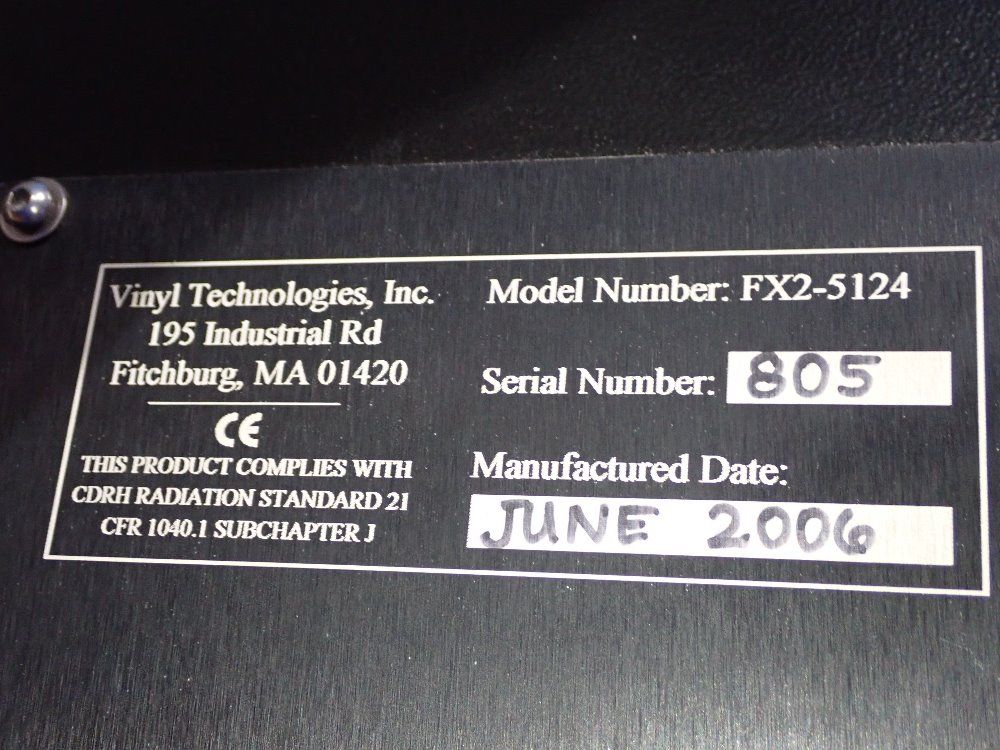 Vinyl Technologies, Inc.
195 Industrial Rd
Fitchburg, MA 01420
CE
THIS PRODUCT COMPLIES WITH
CDRH RADIATION STANDARD 21
CFR 1040.1 SUBCHAPTER J
Model Number: FX2-5124
Serial Number: 805
Manufactured Date:
JUNE 2006